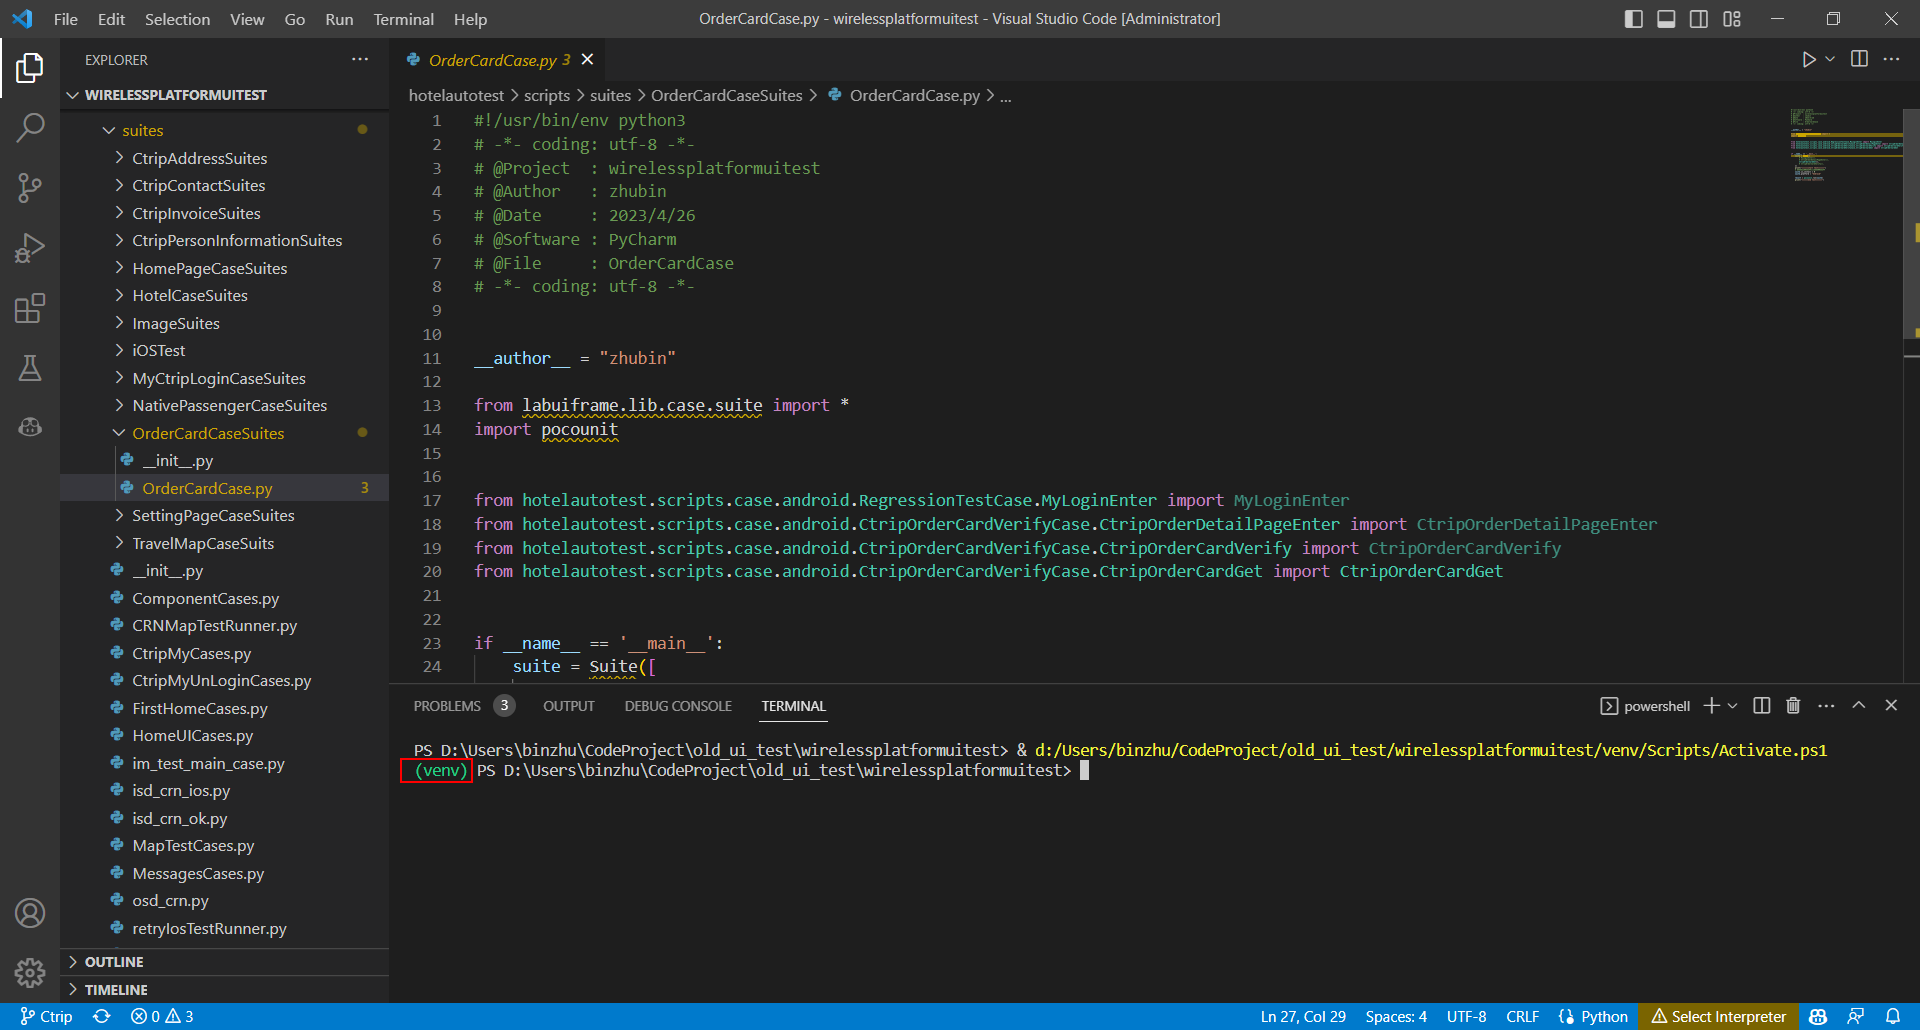 File Edit Selection View Go Run Terminal Help
OrderCardCase.py - wirelessplatformuitest - Visual Studio Code [Administrator]
EXPLORER
WIRELESSPLATFORMUITEST
suites
CtripAddressSuites
CtripContactSuites
CtripInvoiceSuites
CtripPersonInformationSuites
HomePageCaseSuites
HotelCaseSuites
ImageSuites
iOSTest
MyCtripLoginCaseSuites
NativePassengerCaseSuites
OrderCardCaseSuites
__init__.py
OrderCardCase.py 3
SettingPageCaseSuites
TravelMapCaseSuits
__init__.py
ComponentCases.py
CRNMapTestRunner.py
CtripMyCases.py
CtripMyUnLoginCases.py
FirstHomeCases.py
HomeUICases.py
im_test_main_case.py
isd_crn_ios.py
isd_crn_ok.py
MapTestCases.py
MessagesCases.py
osd_crn.py
retryIosTestRunner.py
OUTLINE
TIMELINE
OrderCardCase.py 3
hotelautotest > scripts > suites > OrderCardCaseSuites > OrderCardCase.py > ...
1 #!/usr/bin/env python3
2 # -*- coding: utf-8 -*-
3 # @Project  : wirelessplatformuitest
4 # @Author   : zhubin
5 # @Date     : 2023/4/26
6 # @Software : PyCharm
7 # @File     : OrderCardCase
8 # -*- coding: utf-8 -*-
9
10
11 __author__ = "zhubin"
12
13 from labuiframe.lib.case.suite import *
14 import pocounit
15
16
17 from hotelautotest.scripts.case.android.RegressionTestCase.MyLoginEnter import MyLoginEnter
18 from hotelautotest.scripts.case.android.CtripOrderCardVerifyCase.CtripOrderDetailPageEnter import CtripOrderDetailPageEnter
19 from hotelautotest.scripts.case.android.CtripOrderCardVerifyCase.CtripOrderCardVerify import CtripOrderCardVerify
20 from hotelautotest.scripts.case.android.CtripOrderCardVerifyCase.CtripOrderCardGet import CtripOrderCardGet
21
22
23 if __name__ == '__main__':
24     suite = Suite([
PROBLEMS 3 OUTPUT DEBUG CONSOLE TERMINAL
powershell
PS D:\Users\binzhu\CodeProject\old_ui_test\wirelessplatformuitest> & d:/Users/binzhu/CodeProject/old_ui_test/wirelessplatformuitest/venv/Scripts/Activate.ps1
(venv) PS D:\Users\binzhu\CodeProject\old_ui_test\wirelessplatformuitest>
Ctrip 0 3 Ln 27, Col 29 Spaces: 4 UTF-8 CRLF Python Select Interpreter